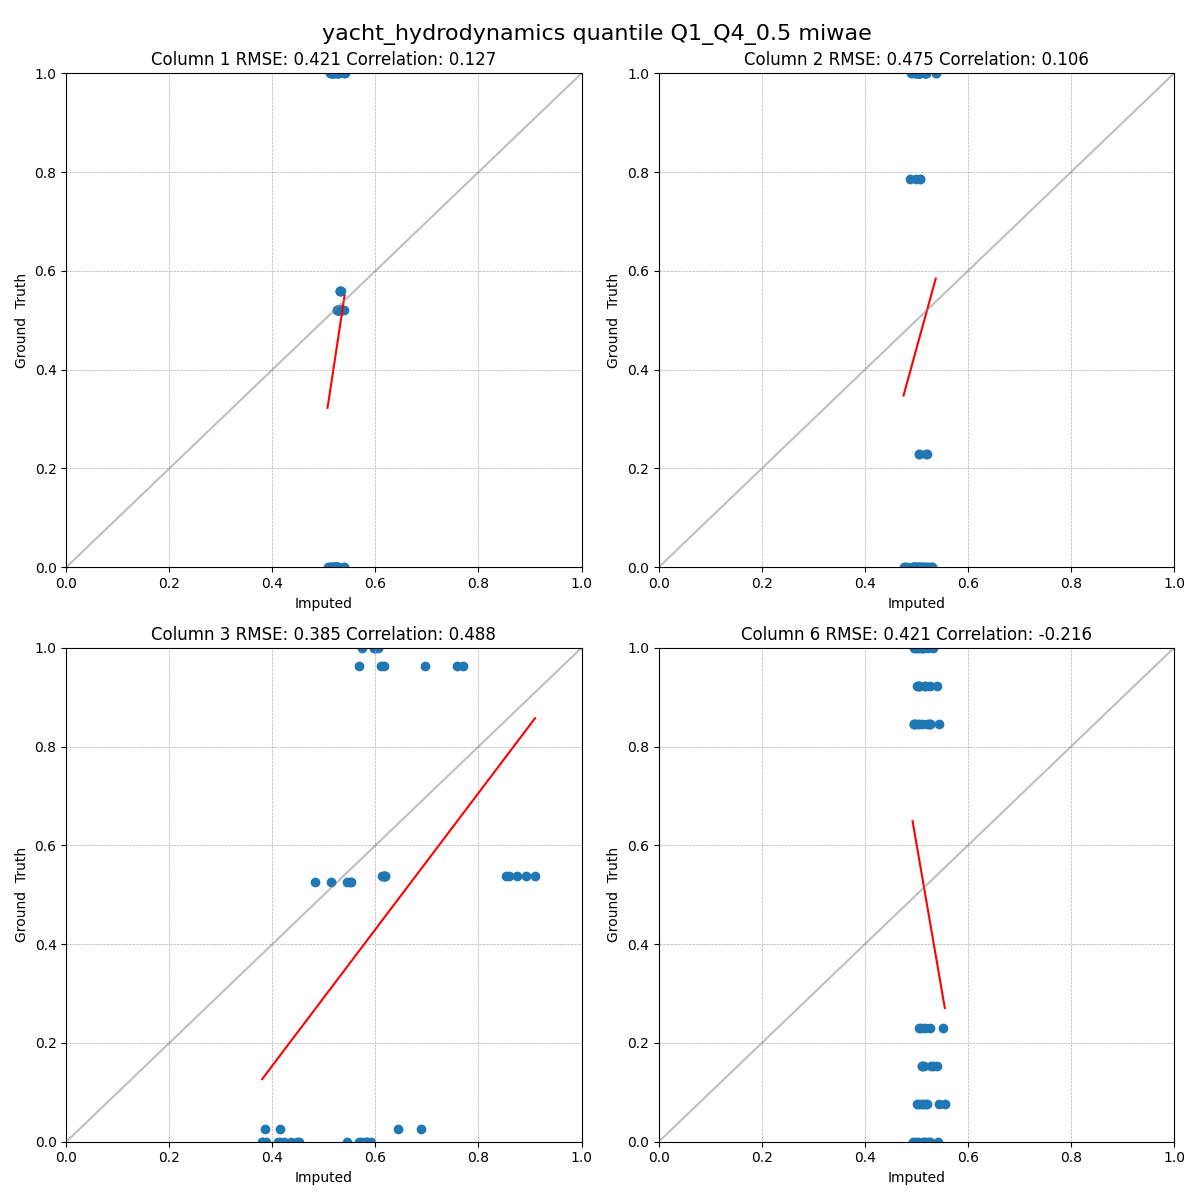 yacht_hydrodynamics quantile Q1_Q4_0.5 miwae
Column 1 RMSE: 0.421 Correlation: 0.127
1.0
0.8
0.6
0.4
0.2
0.0
Ground Truth
0.0 0.2 0.4 0.6 0.8 1.0
Imputed
Column 2 RMSE: 0.475 Correlation: 0.106
1.0
0.8
0.6
0.4
0.2
0.0
Ground Truth
0.0 0.2 0.4 0.6 0.8 1.0
Imputed
Column 3 RMSE: 0.385 Correlation: 0.488
1.0
0.8
0.6
0.4
0.2
0.0
Ground Truth
0.0 0.2 0.4 0.6 0.8 1.0
Imputed
Column 6 RMSE: 0.421 Correlation: -0.216
1.0
0.8
0.6
0.4
0.2
0.0
Ground Truth
0.0 0.2 0.4 0.6 0.8 1.0
Imputed